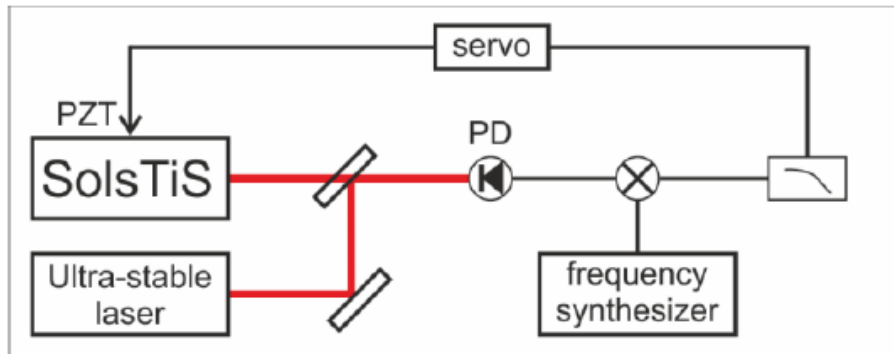 servo
PZT
PD
SolsTiS
Ultra-stable
laser
frequency
synthesizer